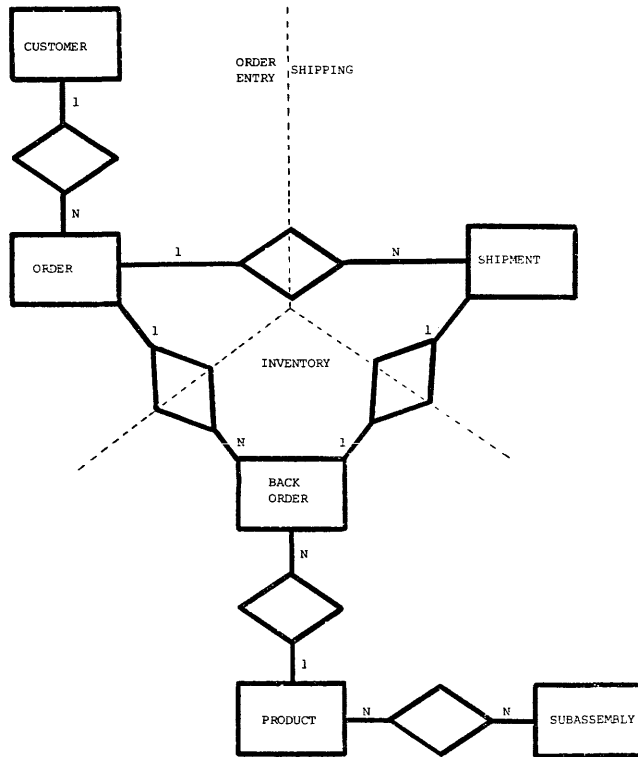 CUSTOMER
ORDER
ENTRY
SHIPPING
1
N
ORDER
1
N
SHIPMENT
1
1
INVENTORY
N
1
BACK
ORDER
N
1
PRODUCT
N
N
SUBASSEMBLY